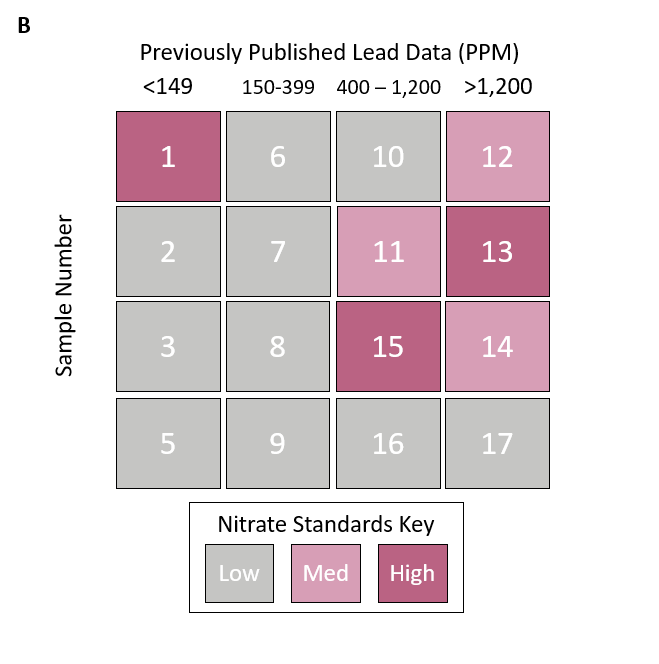 B
Previously Published Lead Data (PPM)
<149 150-399 400 – 1,200 >1,200
Sample Number
1 6 10 12
2 7 11 13
3 8 15 14
5 9 16 17
Nitrate Standards Key
Low Med High